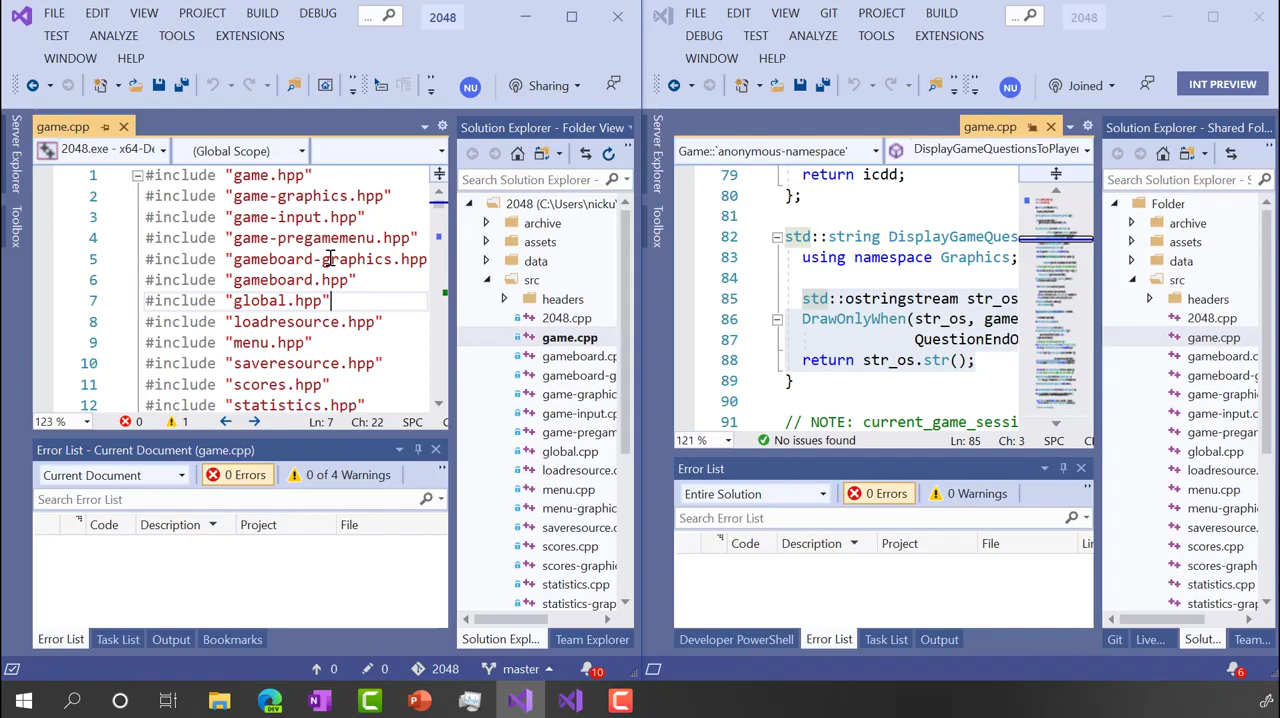 FILE EDIT VIEW PROJECT BUILD DEBUG ... 2048
TEST ANALYZE TOOLS EXTENSIONS
WINDOW HELP
NU Sharing
Server Explorer
Toolbox
game.cpp
2048.exe - x64-De (Global Scope)
1 #include "game.hpp"
2 #include "game-graphics.hpp"
3 #include "game-input.hpp"
4 #include "game-pregamemenu.hpp"
5 #include "gameboard-graphics.hpp
6 #include "gameboard.hpp"
7 #include "global.hpp"
8 #include "loadresource.hpp"
9 #include "menu.hpp"
10 #include "saveresource.hpp"
11 #include "scores.hpp"
12 #include "statistics.hpp
123 % 0 1 Ln: 7 Ch: 22 SPC C
Error List - Current Document (game.cpp)
Current Document 0 Errors 0 of 4 Warnings
Search Error List
Code Description Project File
Error List Task List Output Bookmarks
Solution Explorer - Folder View
Search Solution Explorer -
2048 (C:\Users\nicku
archive
assets
data
src
headers
2048.cpp
game.cpp
gameboard.c
gameboard-g
game-graphic
game-input.c
game-pregam
global.cpp
loadresource.
menu.cpp
menu-graphic
saveresource.
scores.cpp
scores-graph
statistics.cpp
statistics-grap
Solution Expl... Team Explorer
0 0 2048 master 10
FILE EDIT VIEW GIT PROJECT BUILD ... 2048
DEBUG TEST ANALYZE TOOLS EXTENSIONS
WINDOW HELP
NU Joined INT PREVIEW
Server Explorer
Toolbox
game.cpp
Game::`anonymous-namespace' DisplayGameQuestionsToPlayer
79 return icdd;
80 };
81
82 std::string DisplayGameQues
83 using namespace Graphics;
84
85 std::ostringstream str_os
86 DrawOnlyWhen(str_os, game
87 QuestionEndO
88 return str_os.str();
89 }
90
91 // NOTE: current_game_sessi
121 % No issues found Ln: 85 Ch: 3 SPC C
Error List
Entire Solution 0 Errors 0 Warnings
Search Error List
Code Description Project File Lin
Developer PowerShell Error List Task List Output
Solution Explorer - Shared Fol...
Search Solution Explorer - S
Folder
archive
assets
data
src
headers
2048.cpp
game.cpp
gameboard.
gameboard-
game-graph
game-input.
game-pregar
global.cpp
loadresourc
menu.cpp
menu-graph
saveresourc
scores.cpp
scores-grap
statistics.cpp
statistics-gra
Git Live... Solut... Team...
6
DEV